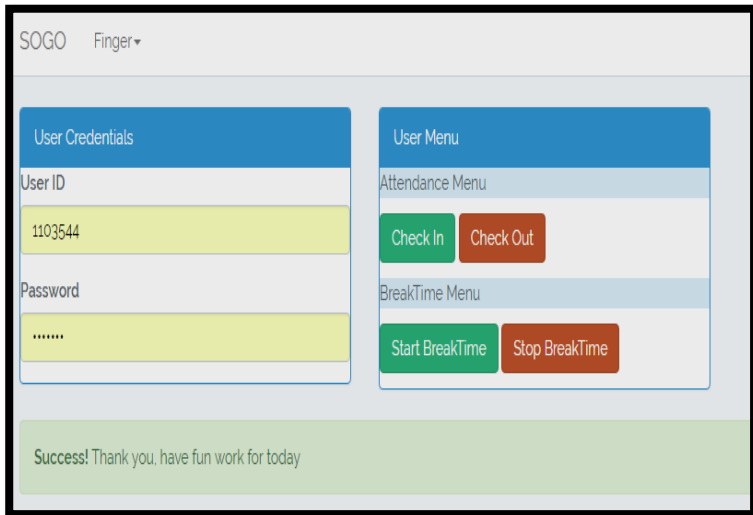 SOGO Finger
User Credentials
User ID
1103544
Password
•••••••
User Menu
Attendance Menu
Check In Check Out
BreakTime Menu
Start BreakTime Stop BreakTime
Success! Thank you, have fun work for today